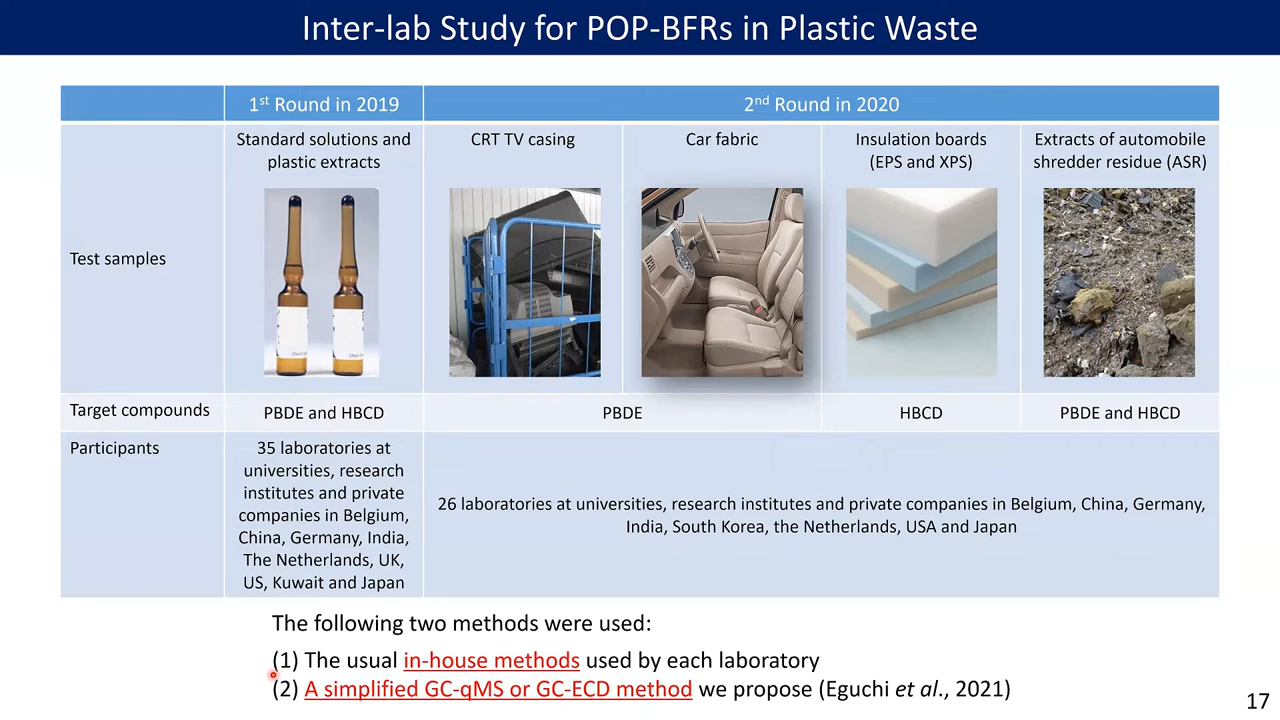 Inter-lab Study for POP-BFRs in Plastic Waste
1st Round in 2019
2nd Round in 2020
Test samples
Standard solutions and
plastic extracts
CRT TV casing
Car fabric
Insulation boards
(EPS and XPS)
Extracts of automobile
shredder residue (ASR)
Target compounds
PBDE and HBCD
PBDE
HBCD
PBDE and HBCD
Participants
35 laboratories at
universities, research
institutes and private
companies in Belgium,
China, Germany, India,
The Netherlands, UK,
US, Kuwait and Japan
26 laboratories at universities, research institutes and private companies in Belgium, China, Germany,
India, South Korea, the Netherlands, USA and Japan
The following two methods were used:
(1) The usual in-house methods used by each laboratory
(2) A simplified GC-qMS or GC-ECD method we propose (Eguchi et al., 2021)
17